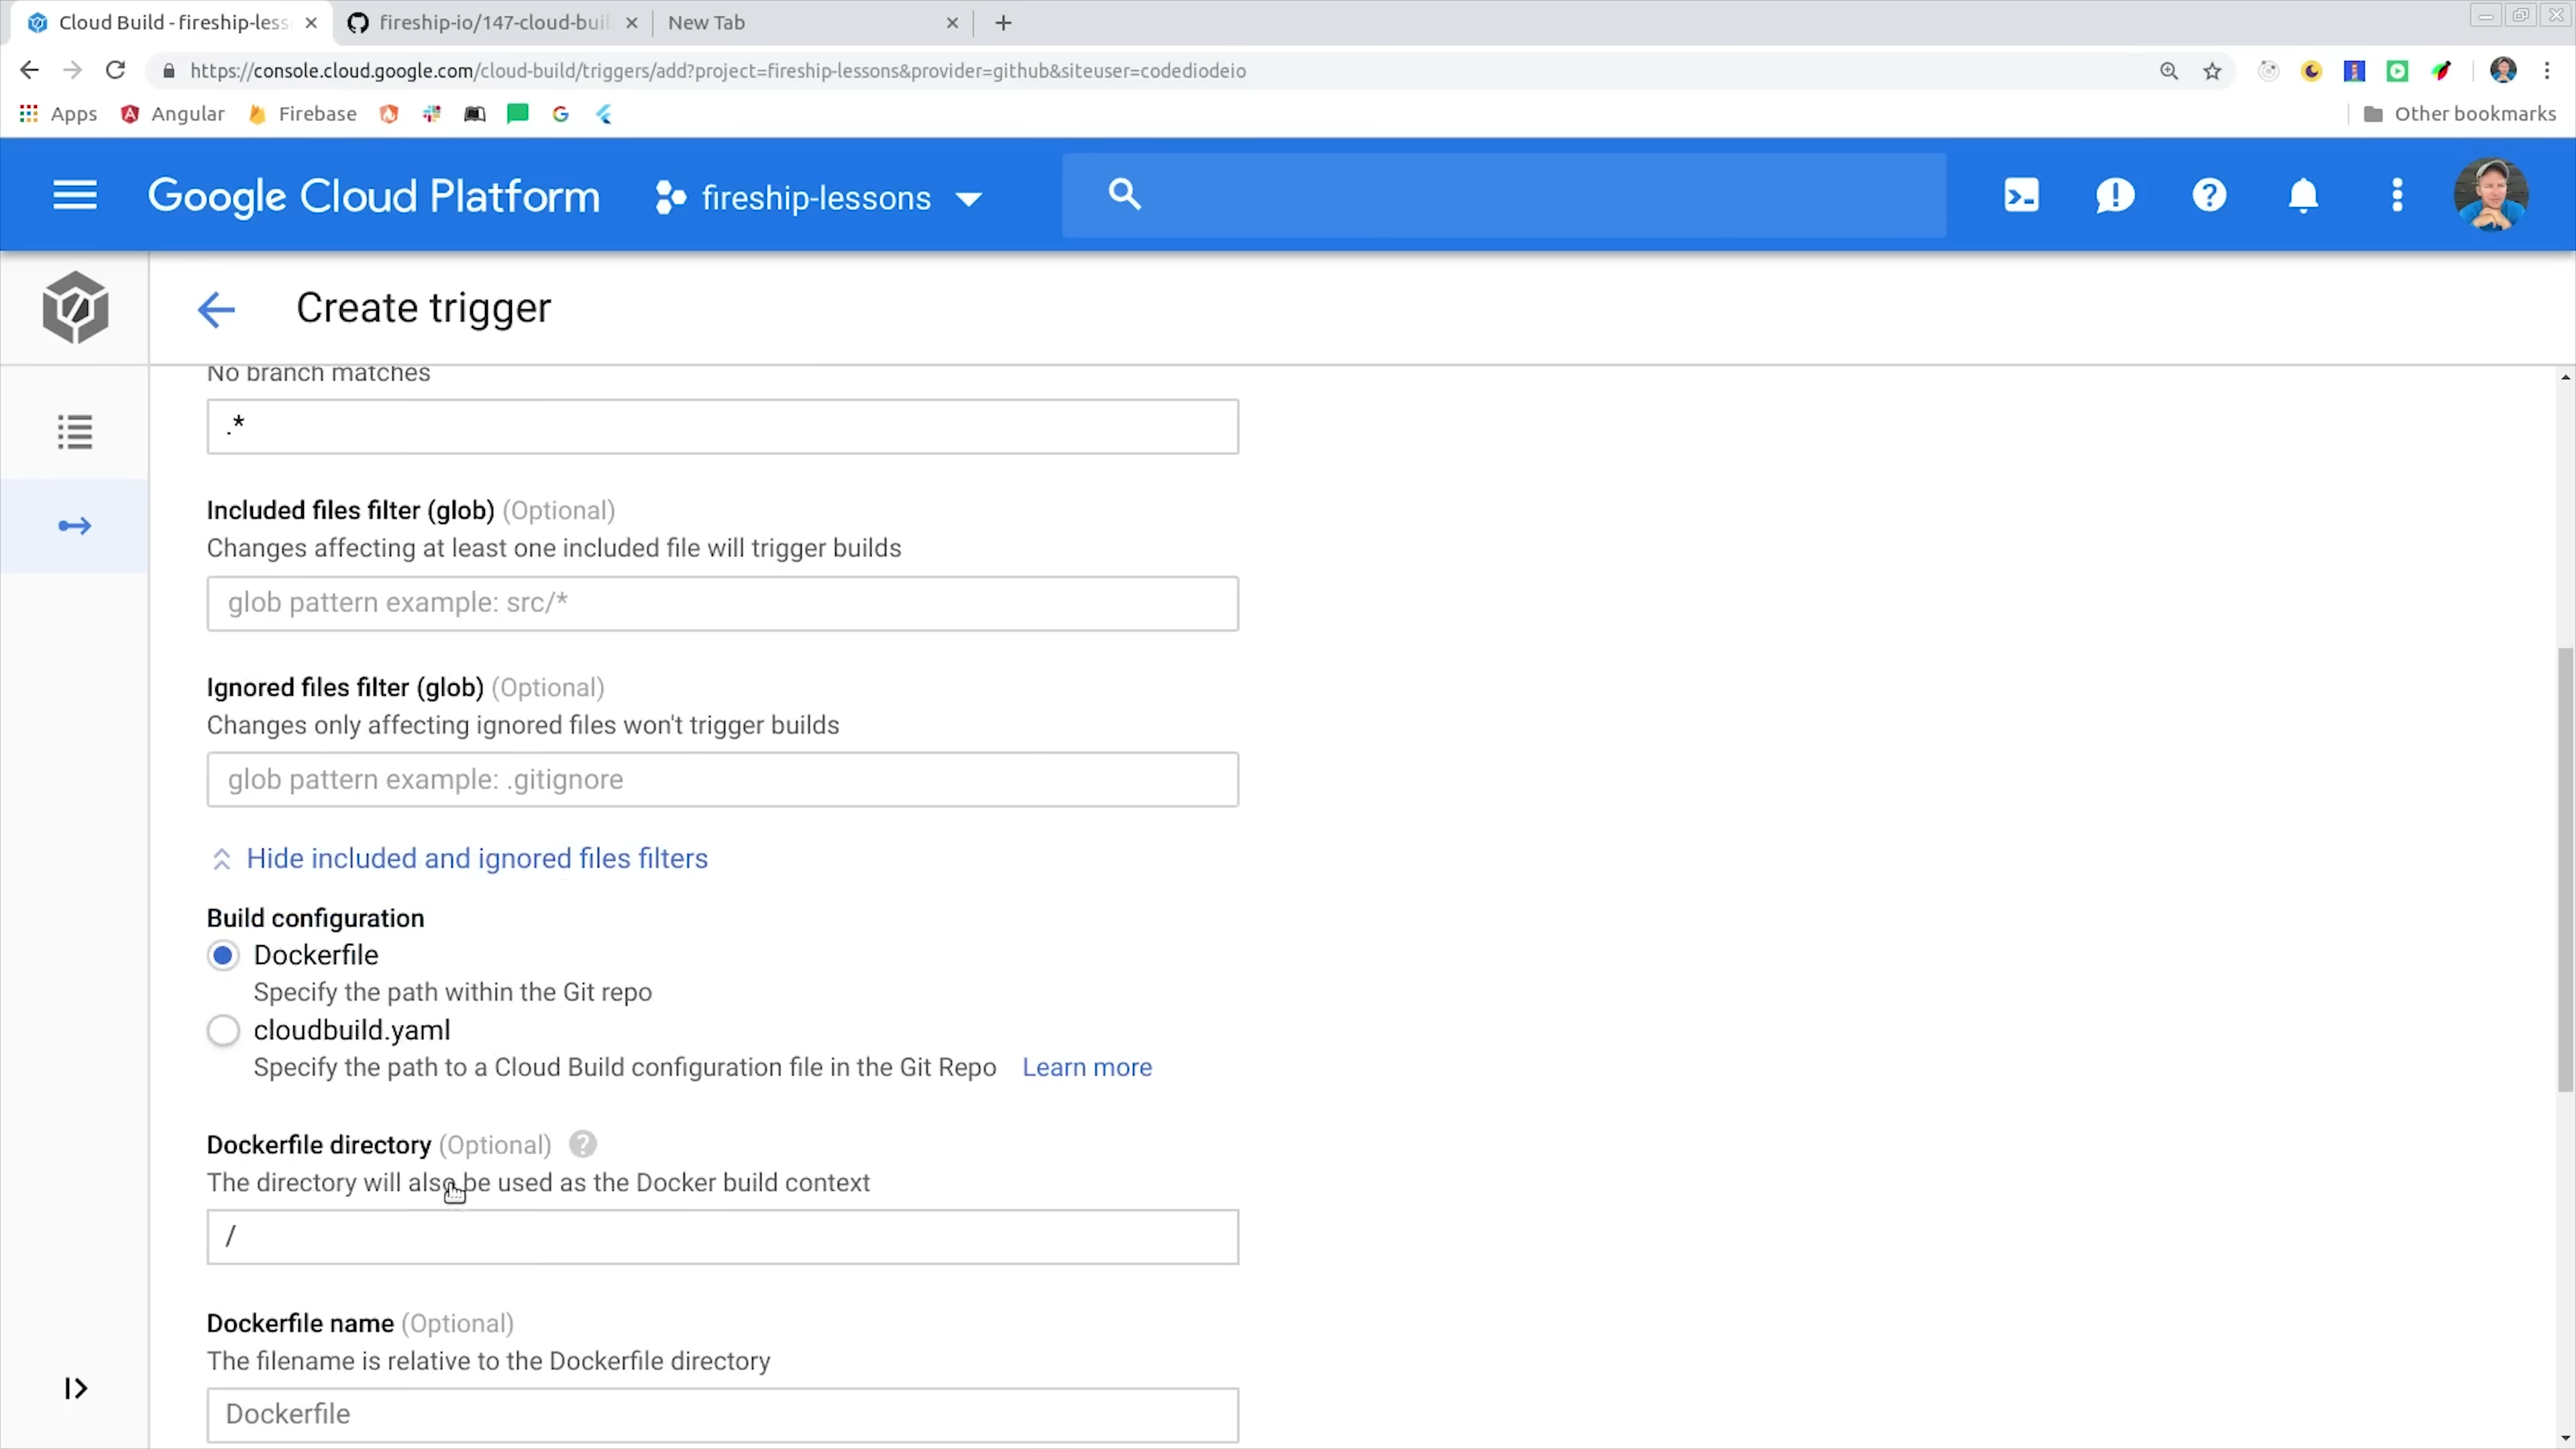 Cloud Build - fireship-less
fireship-io/147-cloud-buil
New Tab
https://console.cloud.google.com/cloud-build/triggers/add?project=fireship-lessons&provider=github&siteuser=codediodeio
Apps
Angular
Firebase
Other bookmarks
Google Cloud Platform
fireship-lessons
Create trigger
No branch matches
.*
Included files filter (glob) (Optional)
Changes affecting at least one included file will trigger builds
glob pattern example: src/*
Ignored files filter (glob) (Optional)
Changes only affecting ignored files won't trigger builds
glob pattern example: .gitignore
Hide included and ignored files filters
Build configuration
Dockerfile
Specify the path within the Git repo
cloudbuild.yaml
Specify the path to a Cloud Build configuration file in the Git Repo Learn more
Dockerfile directory (Optional)
The directory will also be used as the Docker build context
/
Dockerfile name (Optional)
The filename is relative to the Dockerfile directory
Dockerfile